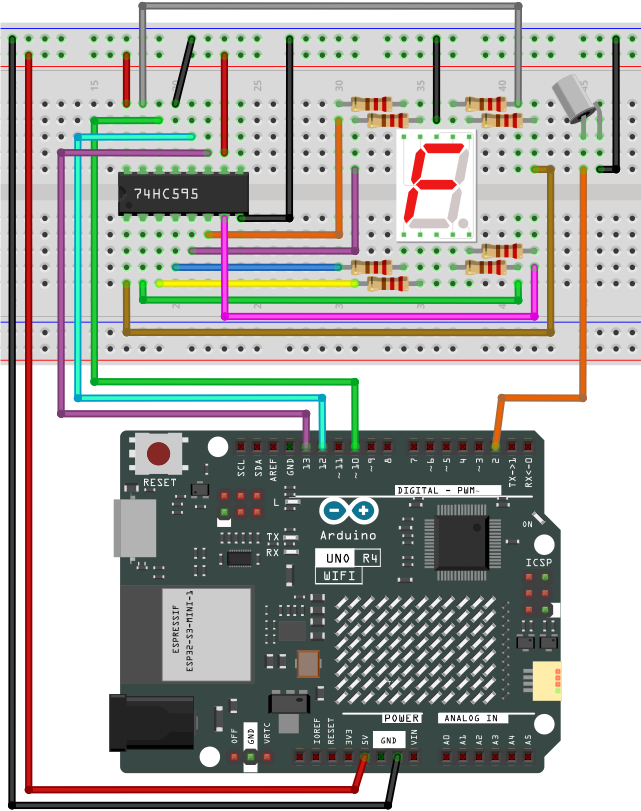 15
25
30
35
40
45
74HC595
RESET
SCL
SDA
AREF
GND
13
12
~11
~10
~9
8
7
~6
~5
4
~3
2
TX→1
RX←0
DIGITAL - PWM~
L
TX
RX
Arduino
UNO R4
WIFI
ON
ICSP
ESPRESSIF
ESP32-S3-MINI-1
OFF
GND
VRTC
IOREF
RESET
3V3
5V
GND
VIN
POWER
ANALOG IN
A0
A1
A2
A3
A4
A5